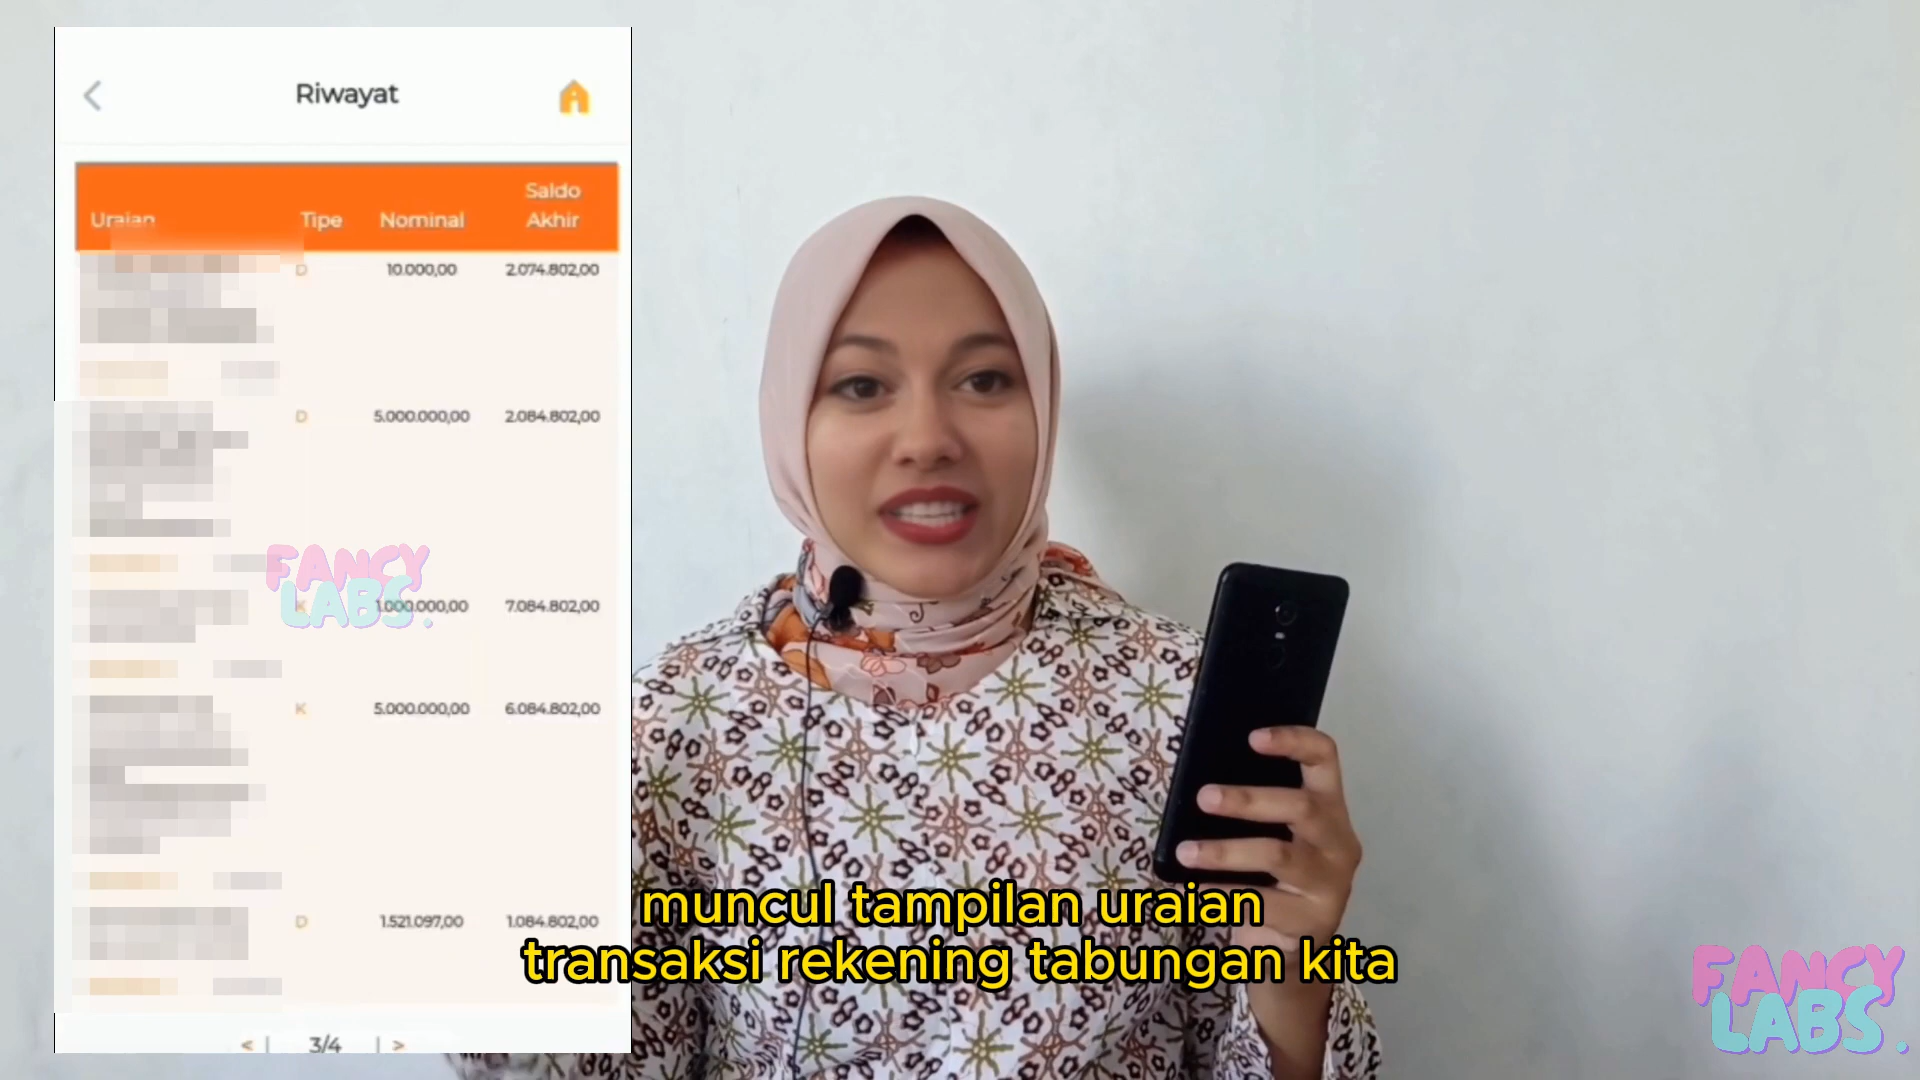 Riwayat
Uraian Tipe Nominal Saldo Akhir
D 10.000,00 2.074.802,00
D 5.000.000,00 2.084.802,00
FANCY
LABS.
K 1.000.000,00 7.084.802,00
K 5.000.000,00 6.084.802,00
D 1.521.097,00 1.084.802,00
< | 3/4 | >
muncul tampilan uraian
transaksi rekening tabungan kita
FANCY
LABS.